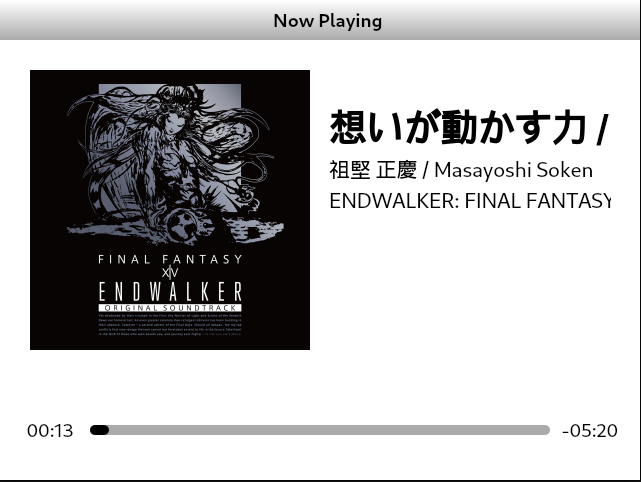 Now Playing
想いが動かす力 /
祖堅 正慶 / Masayoshi Soken
ENDWALKER: FINAL FANTASY
FINAL FANTASY
XIV
ENDWALKER
ORIGINAL SOUNDTRACK
00:13
-05:20